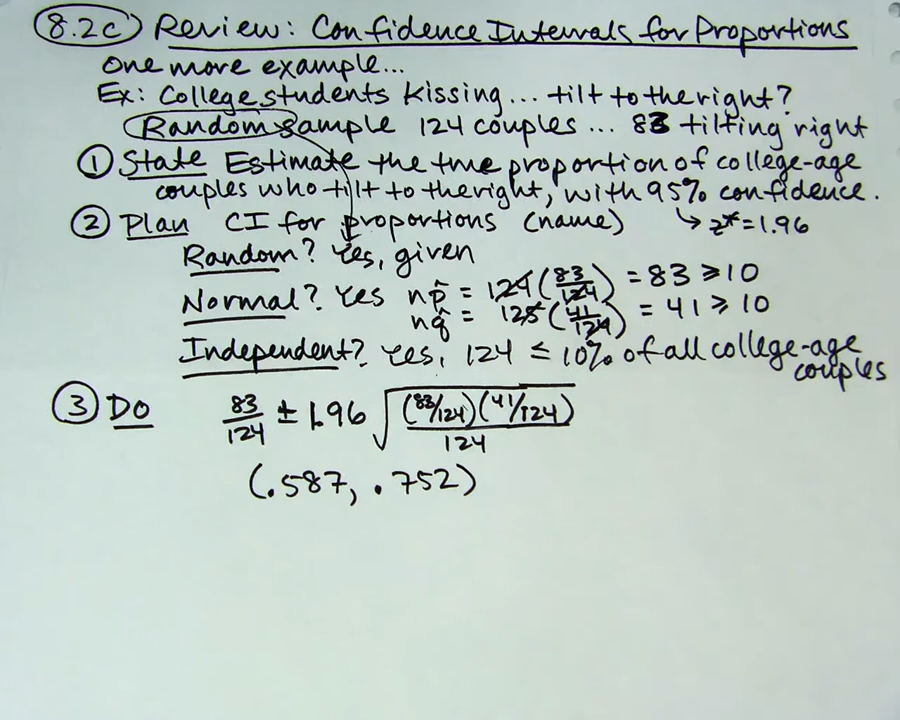 8.2c Review: Confidence Intervals for Proportions
One more example...
Ex: College students kissing... tilt to the right?
Random sample 124 couples... 83 tilting right
① State Estimate the true proportion of college-age
couples who tilt to the right, with 95% confidence.
② Plan CI for proportions (name) ↳ z* = 1.96
Random? Yes, given
Normal? Yes np̂ = 124(83/124) = 83 ≥ 10
nq̂ = 125(41/124) = 41 ≥ 10
Independent? Yes, 124 ≤ 10% of all college-age
couples
③ Do 83/124 ± 1.96 √((83/124)(41/124)/124)
(.587, .752)